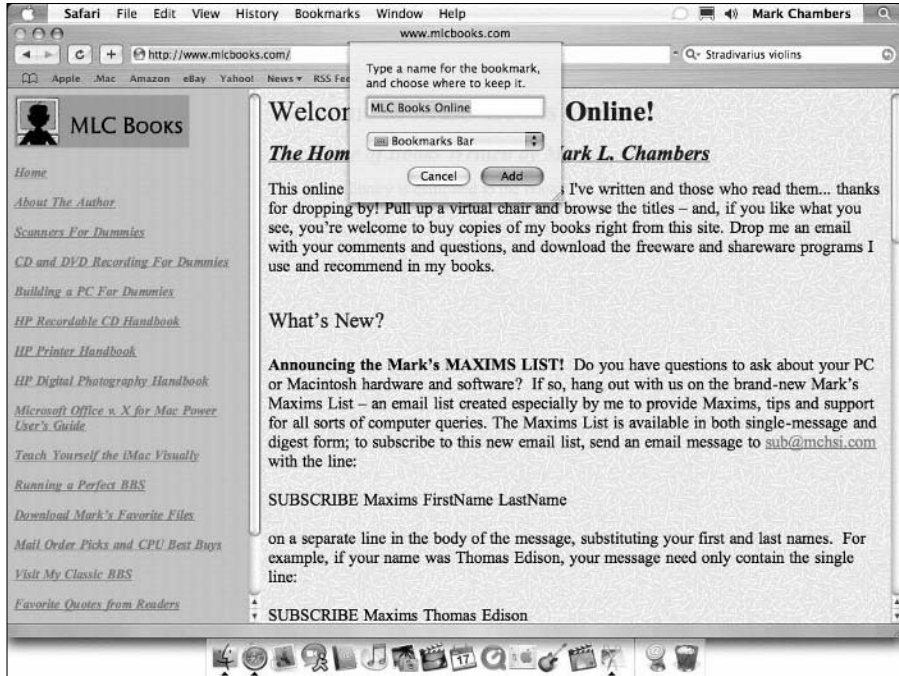 Safari File Edit View History Bookmarks Window Help
Mark Chambers
www.mlcbooks.com
http://www.mlcbooks.com/
Stradivarius violins
Apple .Mac Amazon eBay Yahoo! News RSS Fee
Type a name for the bookmark,
and choose where to keep it.
MLC Books Online
Bookmarks Bar
Cancel Add
MLC BOOKS
Home
About The Author
Scanners For Dummies
CD and DVD Recording For Dummies
Building a PC For Dummies
HP Recordable CD Handbook
HP Printer Handbook
HP Digital Photography Handbook
Microsoft Office v. X for Mac Power
User's Guide
Teach Yourself the iMac Visually
Running a Perfect BBS
Download Mark's Favorite Files
Mail Order Picks and CPU Best Buys
Visit My Classic BBS
Favorite Quotes from Readers
Welcom Online!
The Home ark L. Chambers
This online I've written and those who read them... thanks
for dropping by! Pull up a virtual chair and browse the titles – and, if you like what you
see, you're welcome to buy copies of my books right from this site. Drop me an email
with your comments and questions, and download the freeware and shareware programs I
use and recommend in my books.
What's New?
Announcing the Mark's MAXIMS LIST! Do you have questions to ask about your PC
or Macintosh hardware and software? If so, hang out with us on the brand-new Mark's
Maxims List – an email list created especially by me to provide Maxims, tips and support
for all sorts of computer queries. The Maxims List is available in both single-message and
digest form; to subscribe to this new email list, send an email message to sub@mchsi.com
with the line:
SUBSCRIBE Maxims FirstName LastName
on a separate line in the body of the message, substituting your first and last names. For
example, if your name was Thomas Edison, your message need only contain the single
line:
SUBSCRIBE Maxims Thomas Edison
17